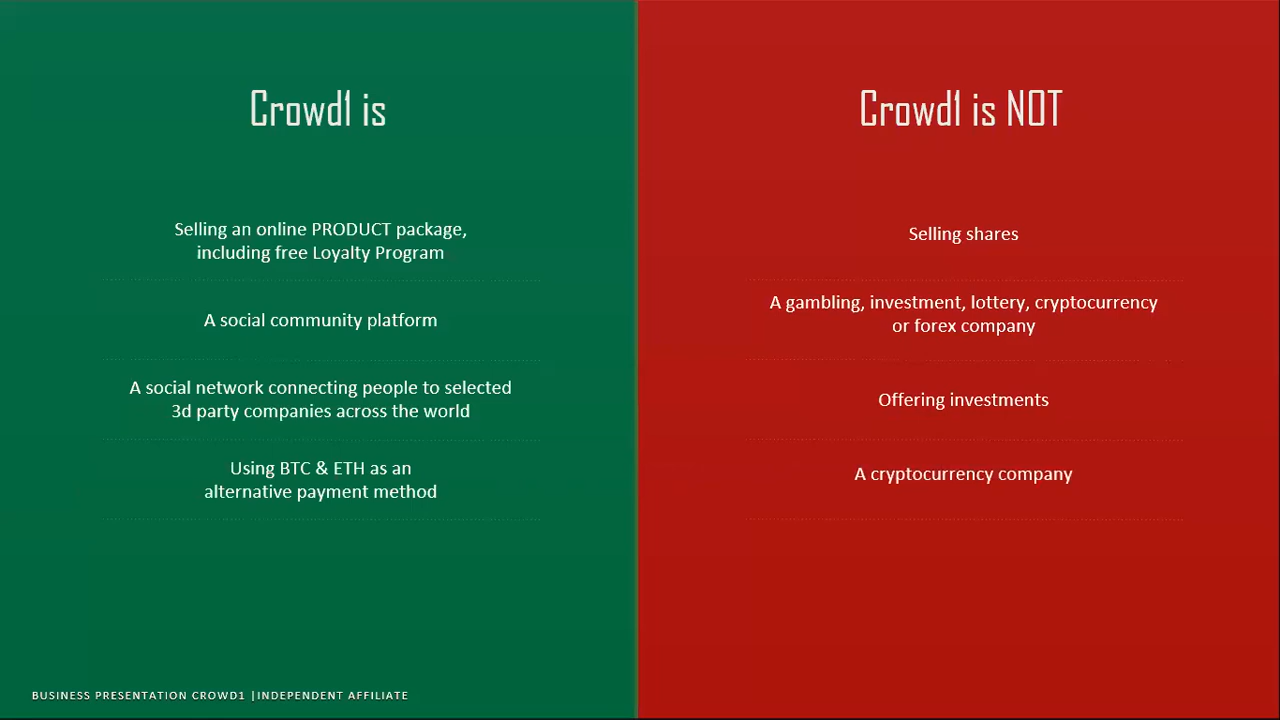 Crowd1 is
Selling an online PRODUCT package,
including free Loyalty Program
A social community platform
A social network connecting people to selected
3d party companies across the world
Using BTC & ETH as an
alternative payment method
Crowd1 is NOT
Selling shares
A gambling, investment, lottery, cryptocurrency
or forex company
Offering investments
A cryptocurrency company
BUSINESS PRESENTATION CROWD1 |INDEPENDENT AFFILIATE